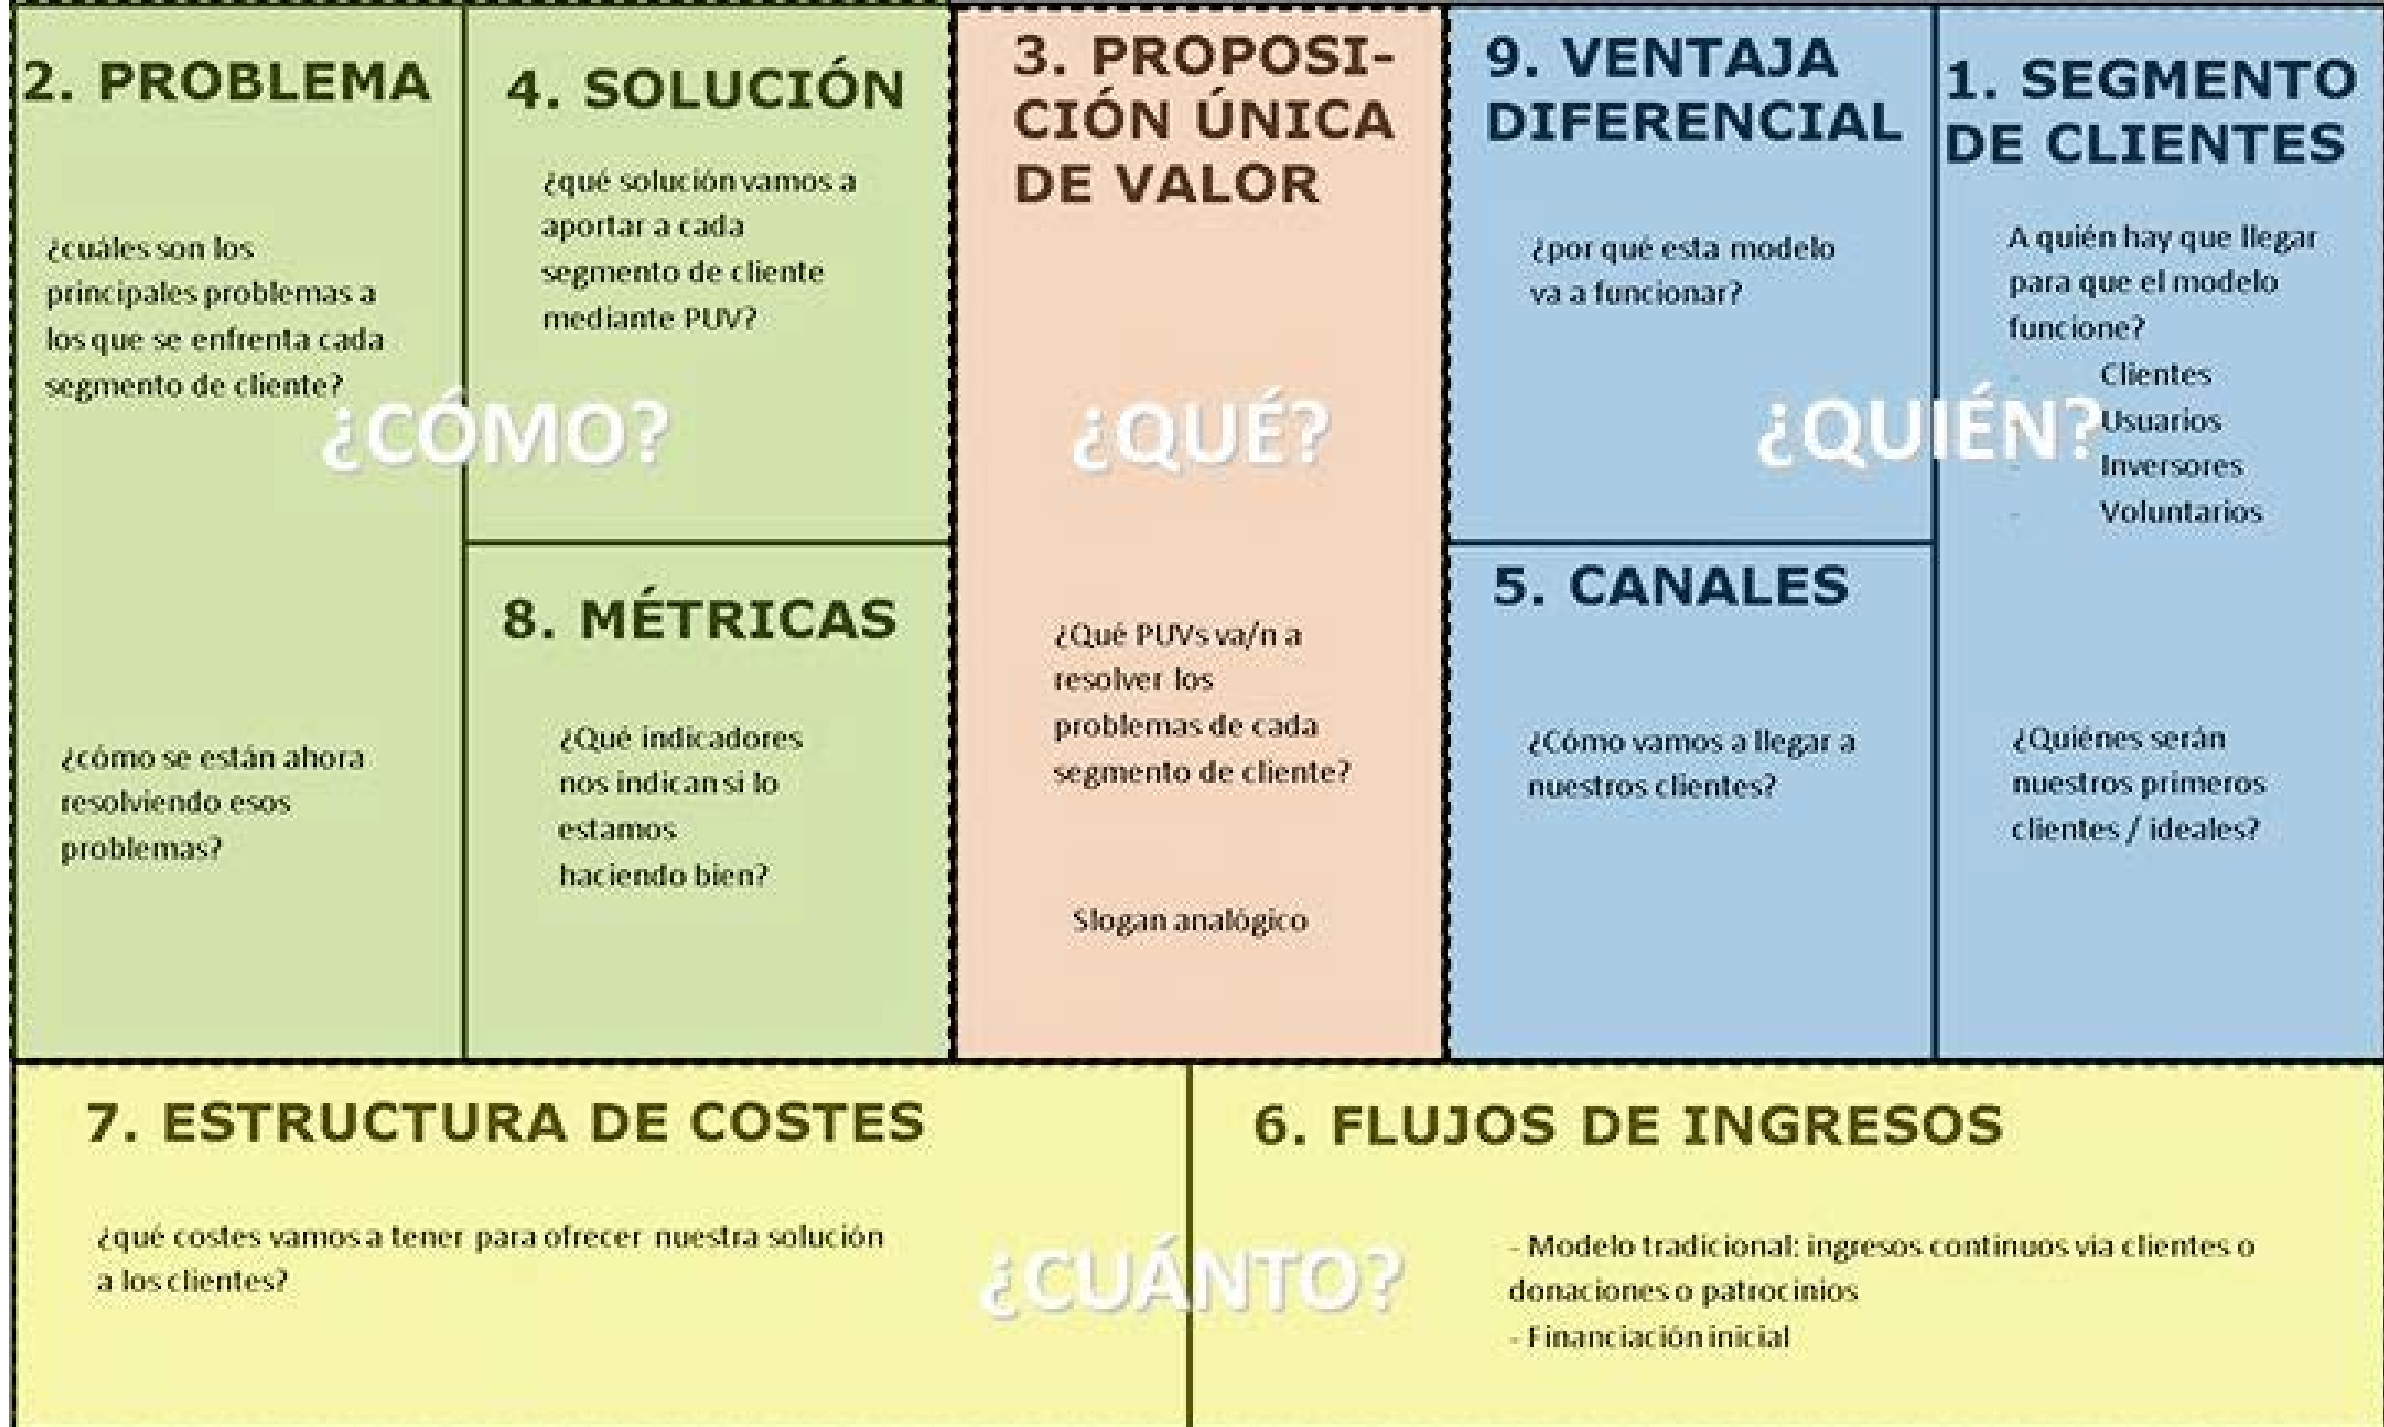 2. PROBLEMA
¿cuáles son los
principales problemas a
los que se enfrenta cada
segmento de cliente?
¿cómo se están ahora
resolviendo esos
problemas?
4. SOLUCIÓN
¿qué solución vamos a
aportar a cada
segmento de cliente
mediante PUV?
¿CÓMO?
8. MÉTRICAS
¿Qué indicadores
nos indican si lo
estamos
haciendo bien?
3. PROPOSI-
CIÓN ÚNICA
DE VALOR
¿QUÉ?
¿Qué PUVs va/n a
resolver los
problemas de cada
segmento de cliente?
Slogan analógico
9. VENTAJA
DIFERENCIAL
¿por qué esta modelo
va a funcionar?
¿QUIÉN?
5. CANALES
¿Cómo vamos a llegar a
nuestros clientes?
1. SEGMENTO
DE CLIENTES
A quién hay que llegar
para que el modelo
funcione?
- Clientes
- Usuarios
- Inversores
- Voluntarios
¿Quiénes serán
nuestros primeros
clientes / ideales?
7. ESTRUCTURA DE COSTES
¿qué costes vamos a tener para ofrecer nuestra solución
a los clientes?
¿CUÁNTO?
6. FLUJOS DE INGRESOS
- Modelo tradicional: ingresos continuos via clientes o
donaciones o patrocinios
- Financiación inicial